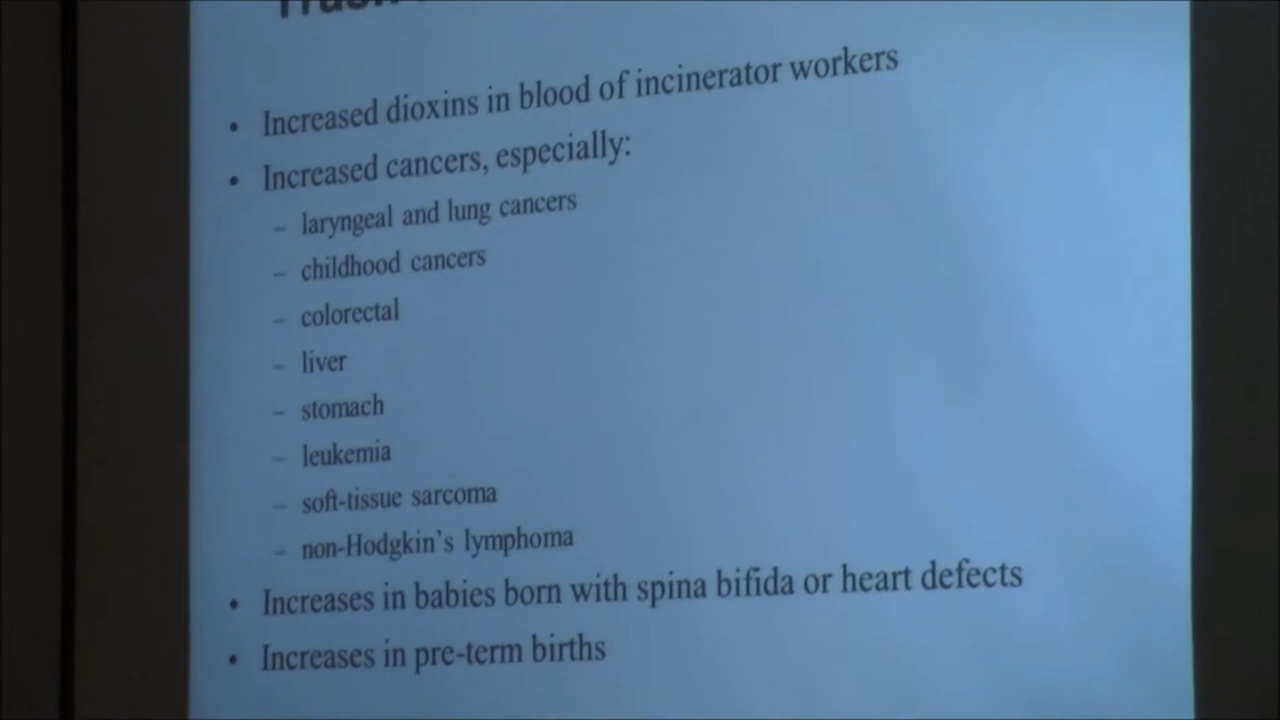 • Increased dioxins in blood of incinerator workers
• Increased cancers, especially:
– laryngeal and lung cancers
– childhood cancers
– colorectal
– liver
– stomach
– leukemia
– soft-tissue sarcoma
– non-Hodgkin's lymphoma
• Increases in babies born with spina bifida or heart defects
• Increases in pre-term births